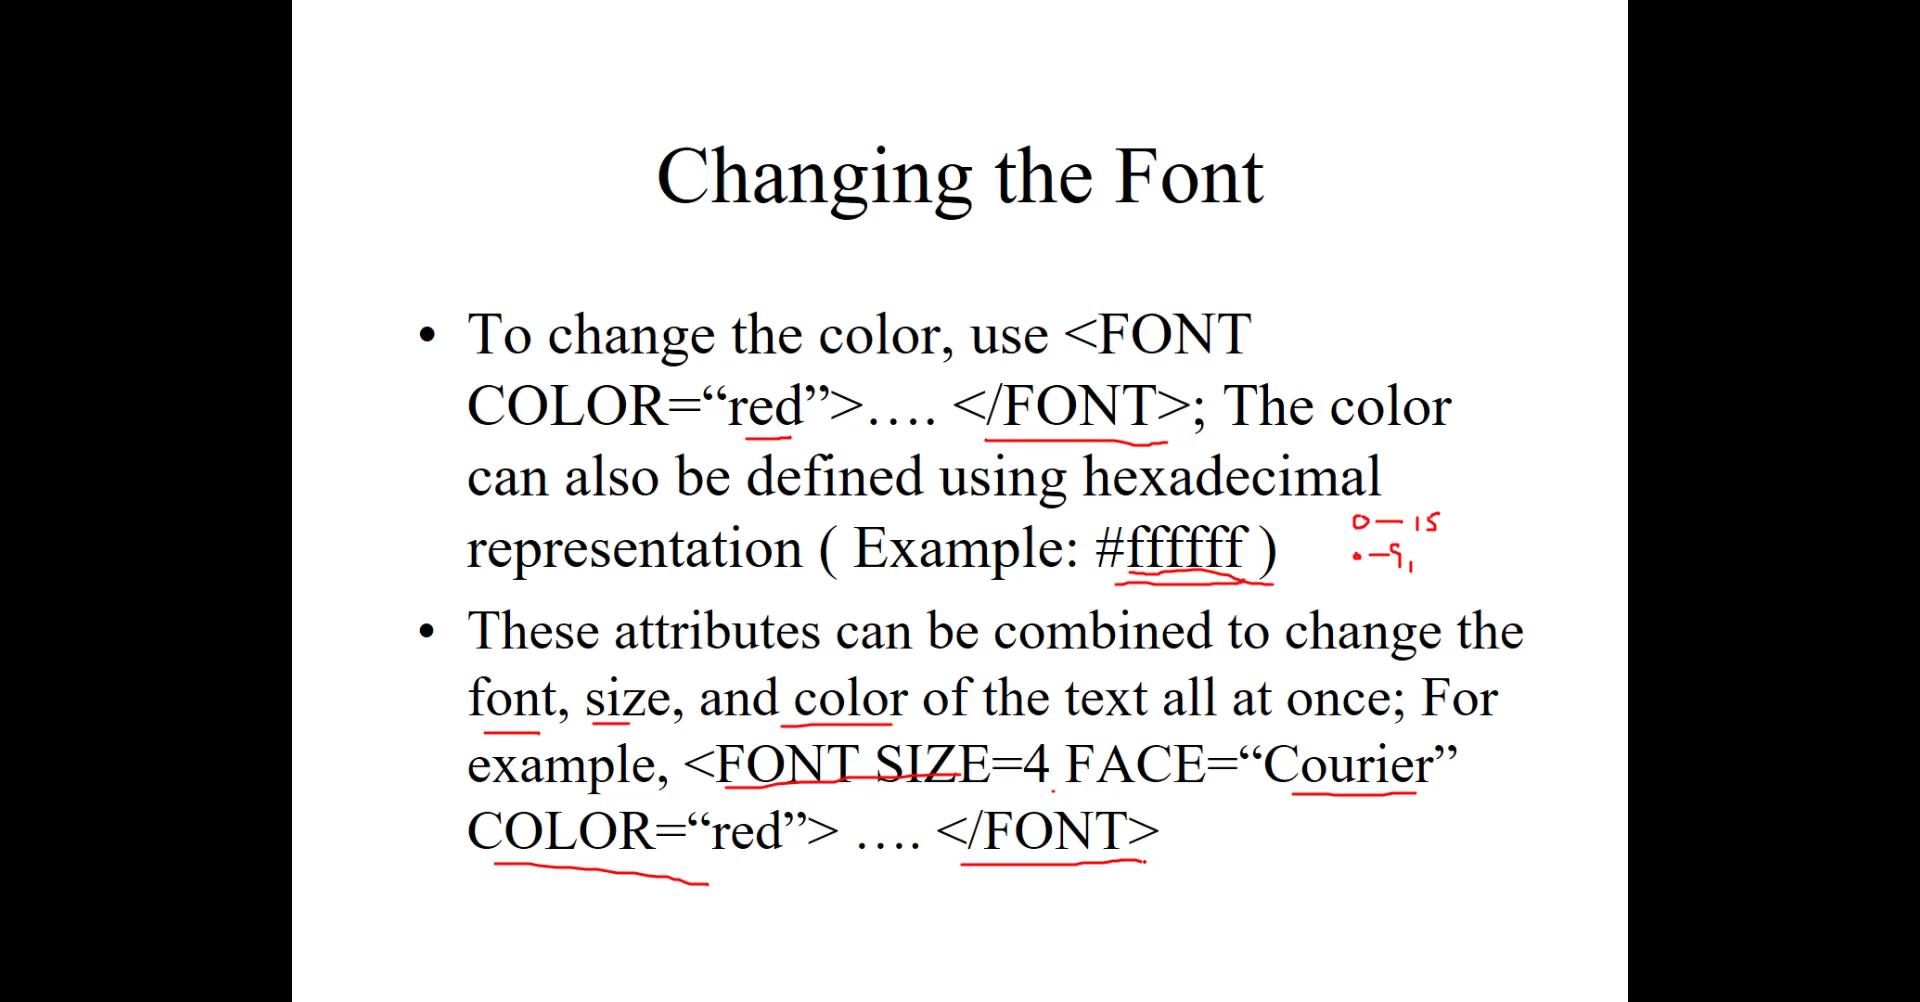 Changing the Font
• To change the color, use <FONT
COLOR=“red”>…. </FONT>; The color
can also be defined using hexadecimal
representation ( Example: #ffffff )
0 — 15
0 – 9,
• These attributes can be combined to change the
font, size, and color of the text all at once; For
example, <FONT SIZE=4 FACE=“Courier”
COLOR=“red”> …. </FONT>